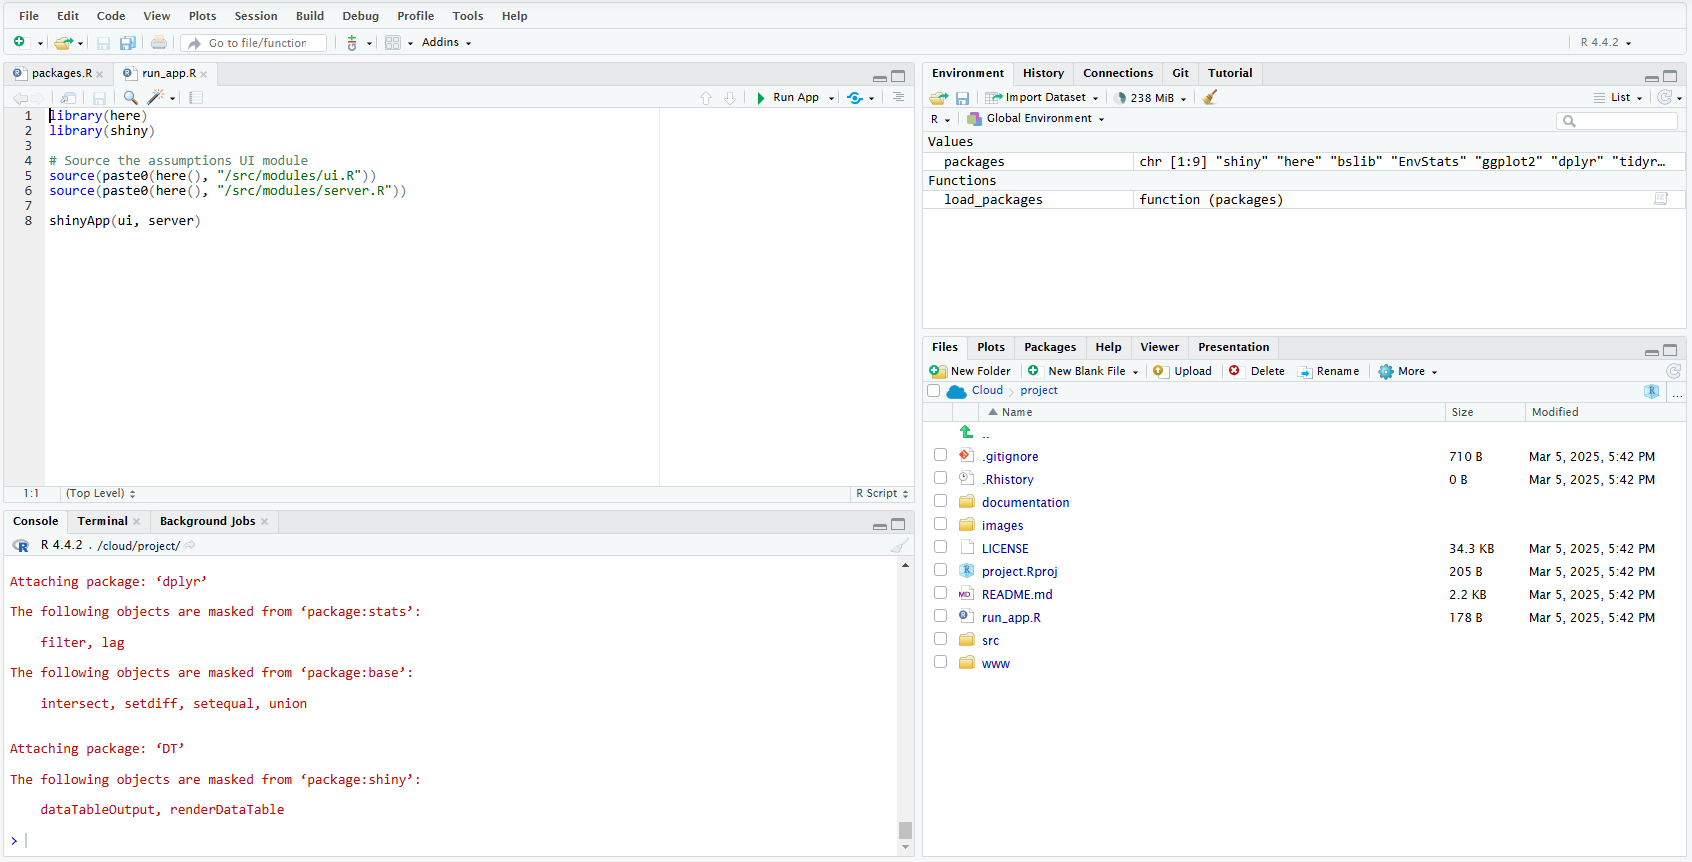 File Edit Code View Plots Session Build Debug Profile Tools Help
Go to file/function Addins R 4.4.2
packages.R run_app.R
Run App
1 library(here)
2 library(shiny)
3
4 # Source the assumptions UI module
5 source(paste0(here(), "/src/modules/ui.R"))
6 source(paste0(here(), "/src/modules/server.R"))
7
8 shinyApp(ui, server)
1:1 (Top Level) R Script
Console Terminal Background Jobs
R 4.4.2 . /cloud/project/
Attaching package: ‘dplyr’
The following objects are masked from ‘package:stats’:
filter, lag
The following objects are masked from ‘package:base’:
intersect, setdiff, setequal, union
Attaching package: ‘DT’
The following objects are masked from ‘package:shiny’:
dataTableOutput, renderDataTable
>
Environment History Connections Git Tutorial
Import Dataset 238 MiB List
R Global Environment
Values
packages chr [1:9] "shiny" "here" "bslib" "EnvStats" "ggplot2" "dplyr" "tidyr…
Functions
load_packages function (packages)
Files Plots Packages Help Viewer Presentation
New Folder New Blank File Upload Delete Rename More
Cloud project ...
Name Size Modified
..
.gitignore 710 B Mar 5, 2025, 5:42 PM
.Rhistory 0 B Mar 5, 2025, 5:42 PM
documentation
images
LICENSE 34.3 KB Mar 5, 2025, 5:42 PM
project.Rproj 205 B Mar 5, 2025, 5:42 PM
README.md 2.2 KB Mar 5, 2025, 5:42 PM
run_app.R 178 B Mar 5, 2025, 5:42 PM
src
www